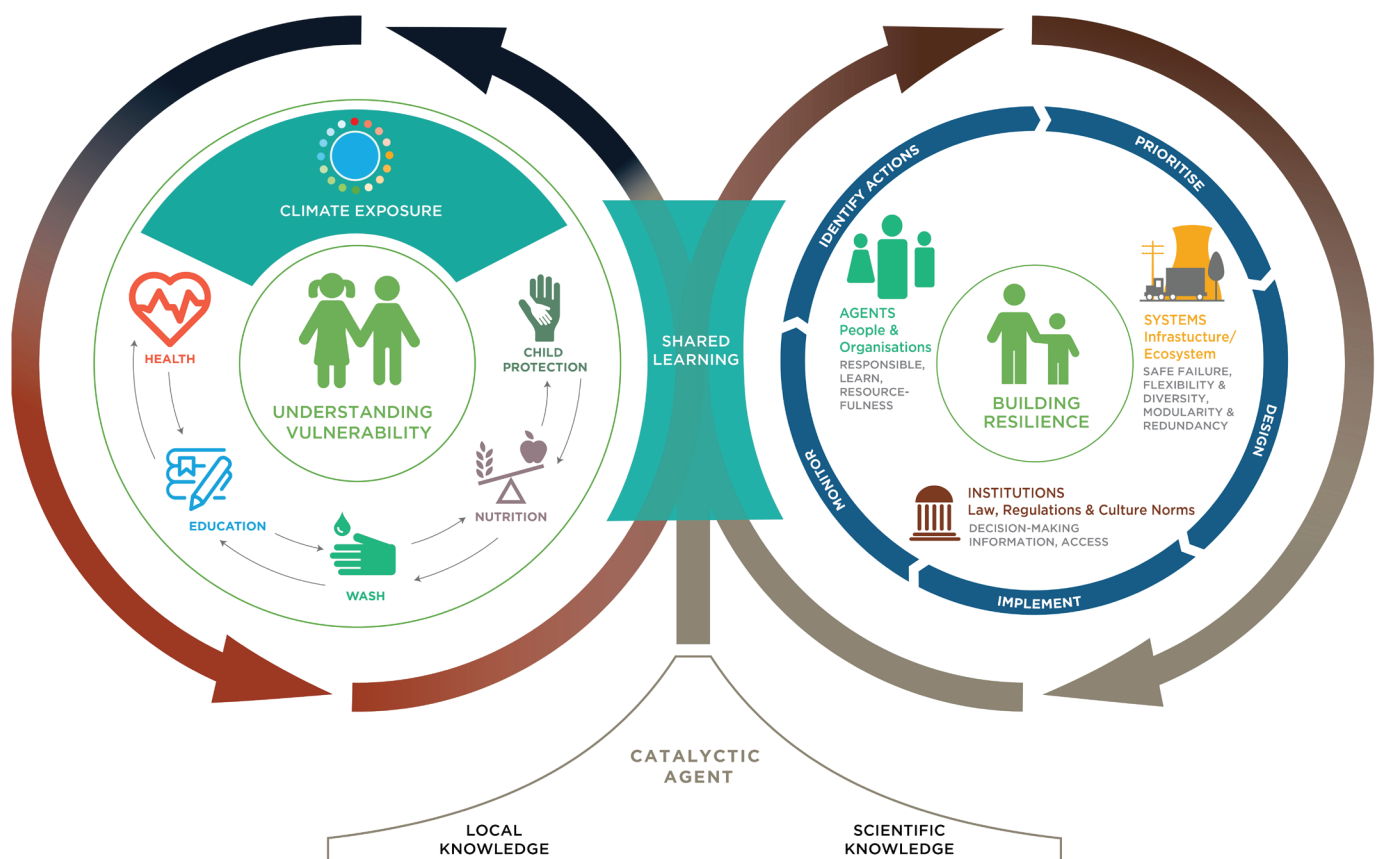 CLIMATE EXPOSURE
HEALTH
CHILD
PROTECTION
UNDERSTANDING
VULNERABILITY
EDUCATION
NUTRITION
WASH
SHARED
LEARNING
IDENTIFY ACTIONS
PRIORITISE
DESIGN
IMPLEMENT
MONITOR
AGENTS
People &
Organisations
RESPONSIBLE,
LEARN,
RESOURCE-
FULNESS
BUILDING
RESILIENCE
SYSTEMS
Infrastucture/
Ecosystem
SAFE FAILURE,
FLEXIBILITY &
DIVERSITY,
MODULARITY &
REDUNDANCY
INSTITUTIONS
Law, Regulations & Culture Norms
DECISION-MAKING
INFORMATION, ACCESS
CATALYCTIC
AGENT
LOCAL
KNOWLEDGE
SCIENTIFIC
KNOWLEDGE